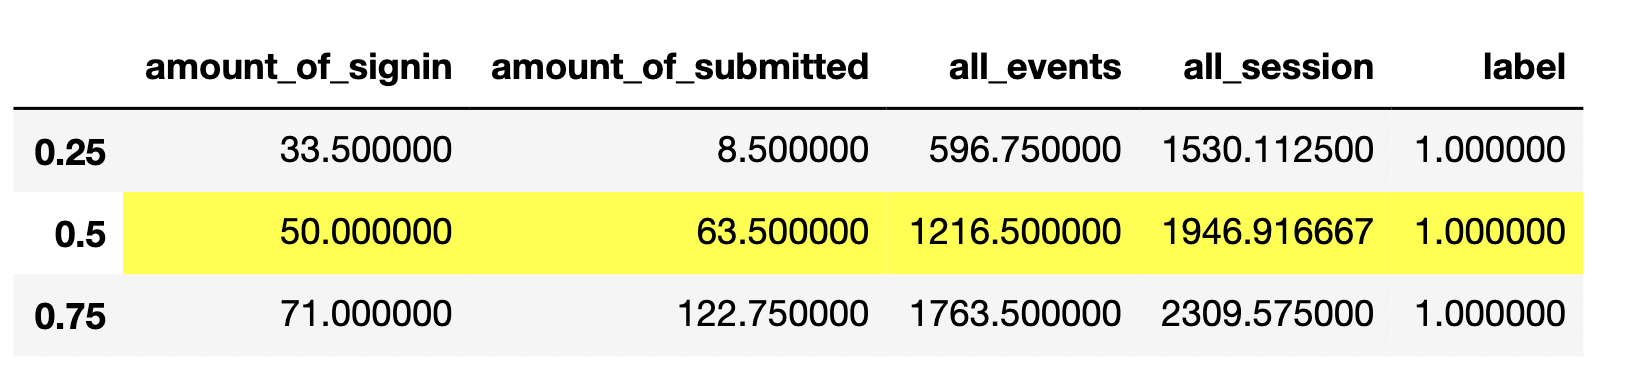 amount_of_signin amount_of_submitted all_events all_session label
0.25 33.500000 8.500000 596.750000 1530.112500 1.000000
0.5 50.000000 63.500000 1216.500000 1946.916667 1.000000
0.75 71.000000 122.750000 1763.500000 2309.575000 1.000000